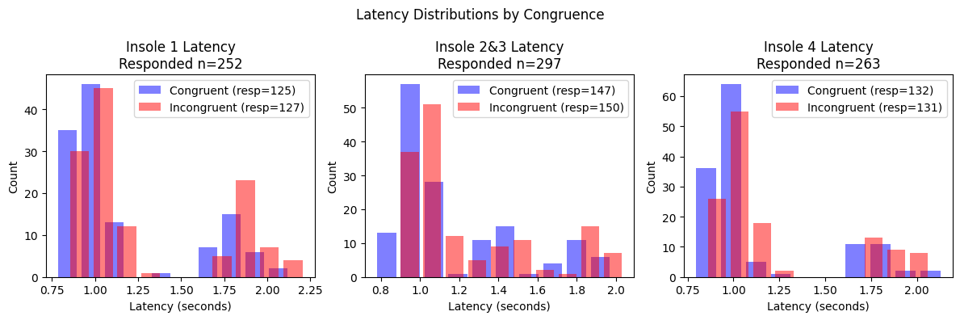 Latency Distributions by Congruence
Insole 1 Latency
Responded n=252
Congruent (resp=125)
Incongruent (resp=127)
Count
40
30
20
10
0
0.75 1.00 1.25 1.50 1.75 2.00 2.25
Latency (seconds)
Insole 2&3 Latency
Responded n=297
Congruent (resp=147)
Incongruent (resp=150)
Count
50
40
30
20
10
0
0.8 1.0 1.2 1.4 1.6 1.8 2.0
Latency (seconds)
Insole 4 Latency
Responded n=263
Congruent (resp=132)
Incongruent (resp=131)
Count
60
50
40
30
20
10
0
0.75 1.00 1.25 1.50 1.75 2.00
Latency (seconds)